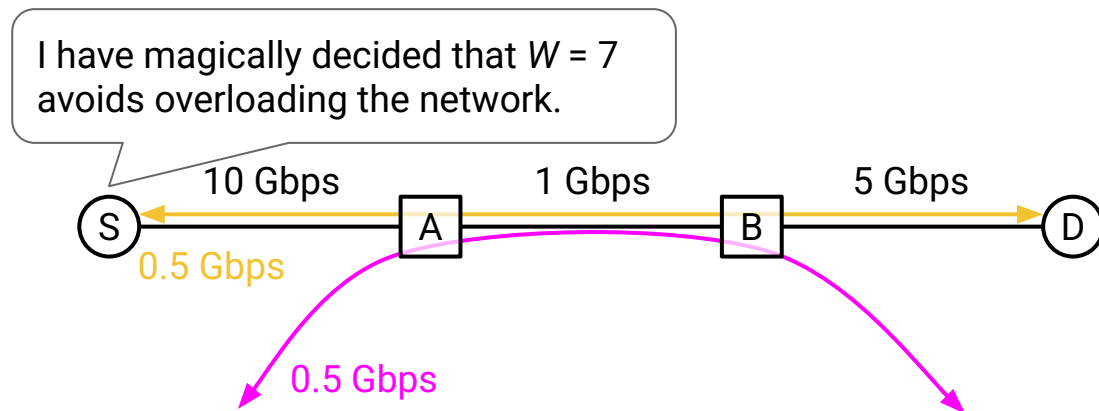 I have magically decided that W = 7
avoids overloading the network.
10 Gbps
1 Gbps
5 Gbps
S
A
B
D
0.5 Gbps
0.5 Gbps